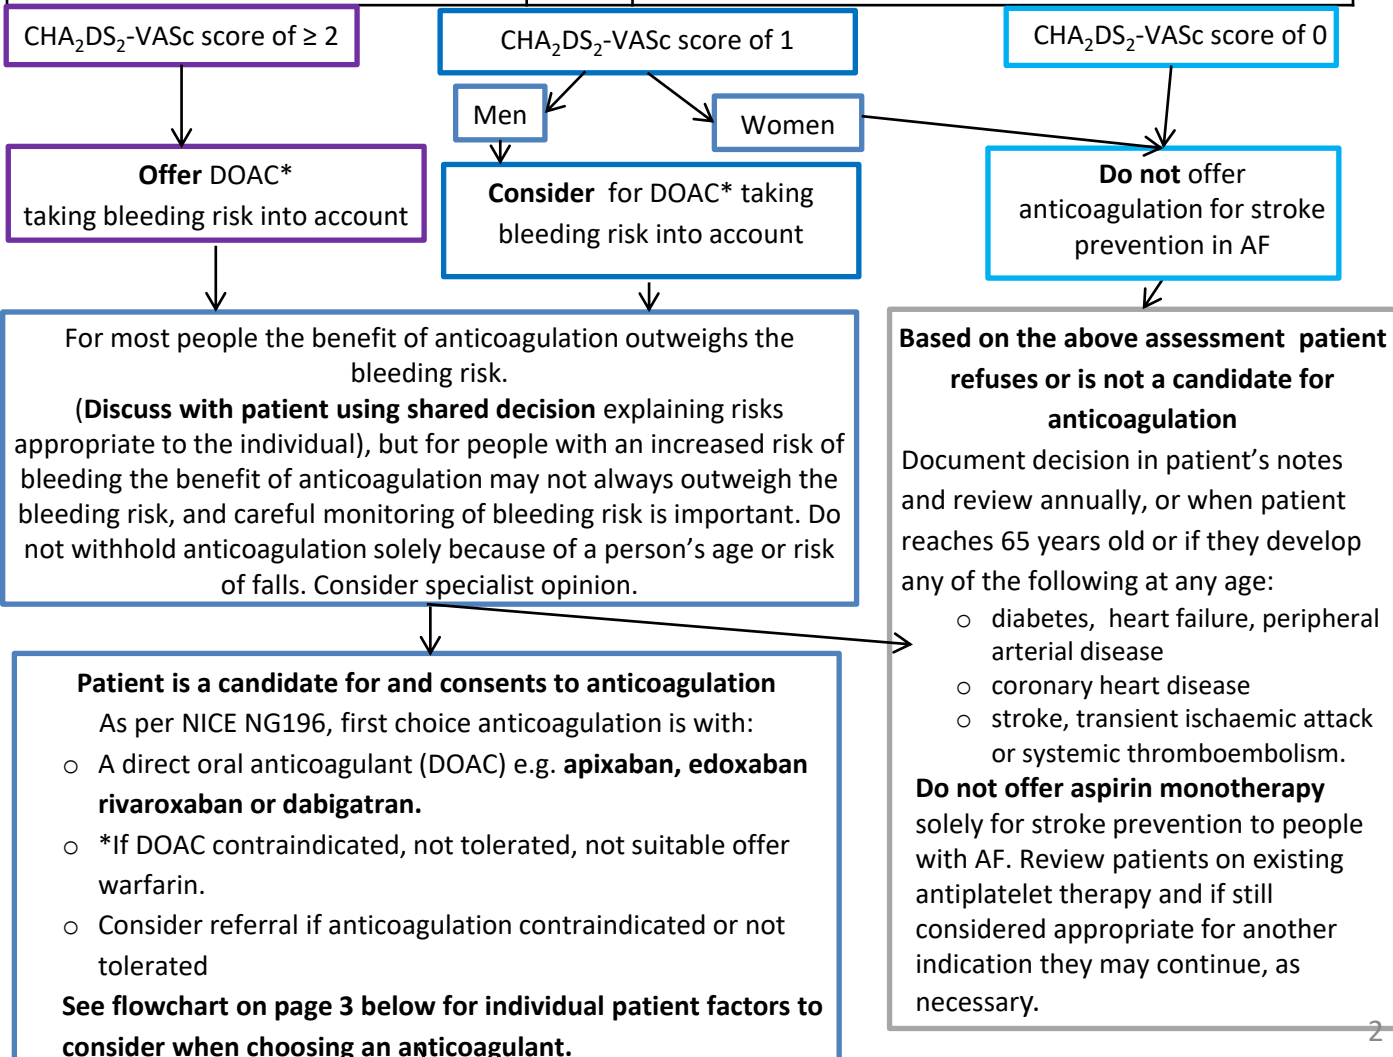 CHA₂DS₂-VASc score of ≥ 2
CHA₂DS₂-VASc score of 1
CHA₂DS₂-VASc score of 0
Men
Women
Offer DOAC*
taking bleeding risk into account
Consider for DOAC* taking
bleeding risk into account
Do not offer
anticoagulation for stroke
prevention in AF
For most people the benefit of anticoagulation outweighs the
bleeding risk.
(Discuss with patient using shared decision explaining risks
appropriate to the individual), but for people with an increased risk of
bleeding the benefit of anticoagulation may not always outweigh the
bleeding risk, and careful monitoring of bleeding risk is important. Do
not withhold anticoagulation solely because of a person’s age or risk
of falls. Consider specialist opinion.
Based on the above assessment patient
refuses or is not a candidate for
anticoagulation
Document decision in patient’s notes
and review annually, or when patient
reaches 65 years old or if they develop
any of the following at any age:
o diabetes, heart failure, peripheral
arterial disease
o coronary heart disease
o stroke, transient ischaemic attack
or systemic thromboembolism.
Do not offer aspirin monotherapy
solely for stroke prevention to people
with AF. Review patients on existing
antiplatelet therapy and if still
considered appropriate for another
indication they may continue, as
necessary.
Patient is a candidate for and consents to anticoagulation
As per NICE NG196, first choice anticoagulation is with:
o A direct oral anticoagulant (DOAC) e.g. apixaban, edoxaban
rivaroxaban or dabigatran.
o *If DOAC contraindicated, not tolerated, not suitable offer
warfarin.
o Consider referral if anticoagulation contraindicated or not
tolerated
See flowchart on page 3 below for individual patient factors to
consider when choosing an anticoagulant.
2